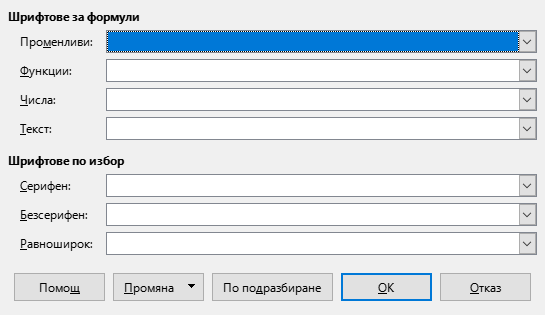 Шрифтове за формули
Променливи:
Функции:
Числа:
Текст:
Шрифтове по избор
Серифен:
Безсерифен:
Равноширок:
Помощ Промяна По подразбиране OK Отказ